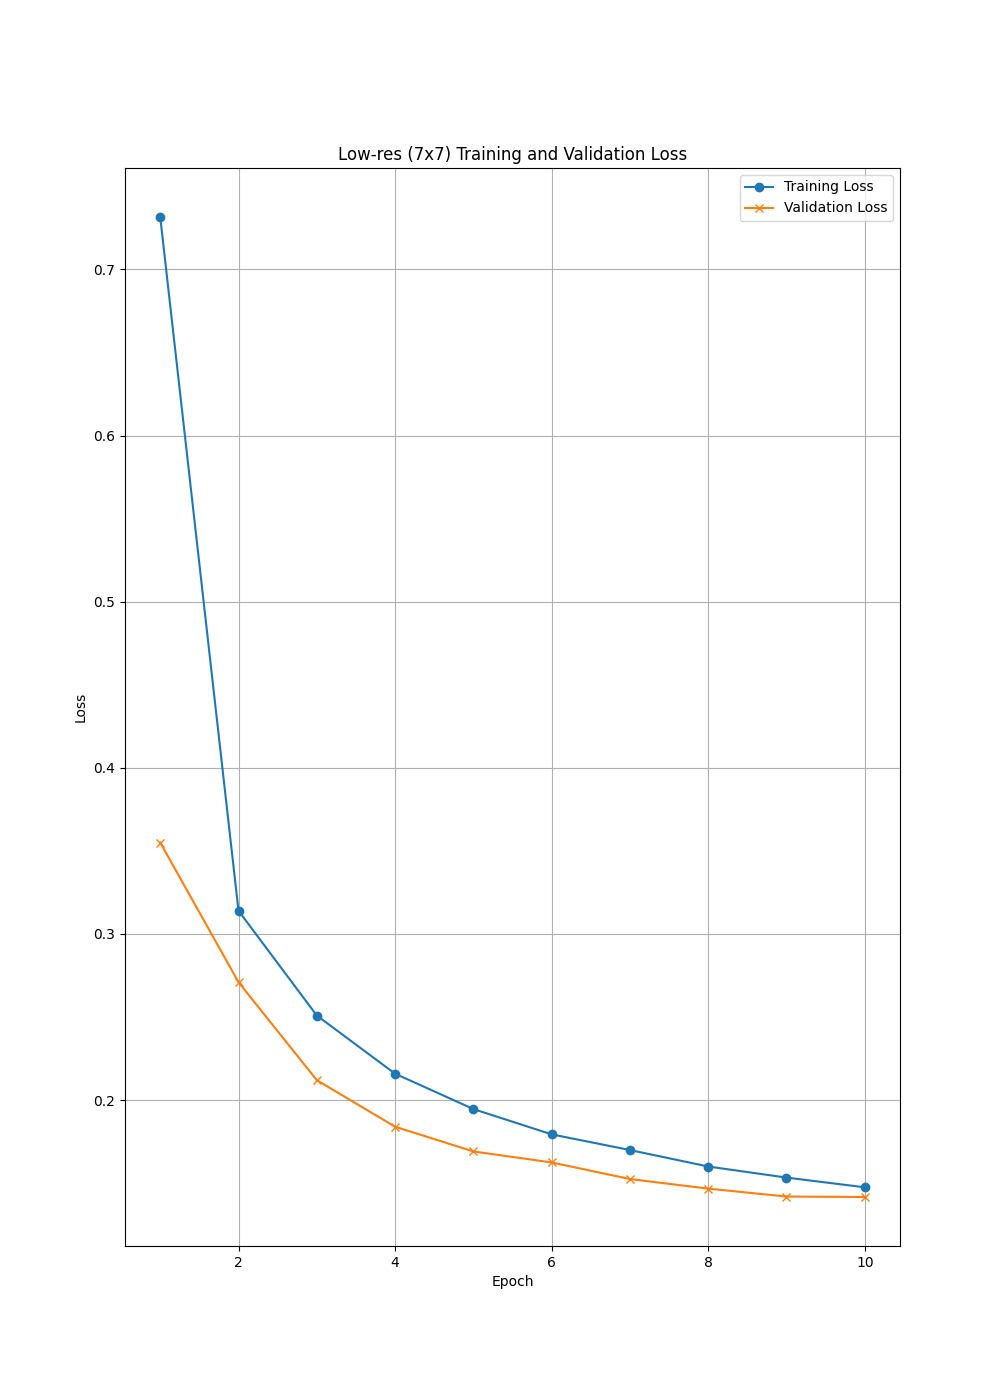 Low-res (7x7) Training and Validation Loss
Training Loss
Validation Loss
0.7
0.6
0.5
0.4
0.3
0.2
Loss
2 4 6 8 10
Epoch